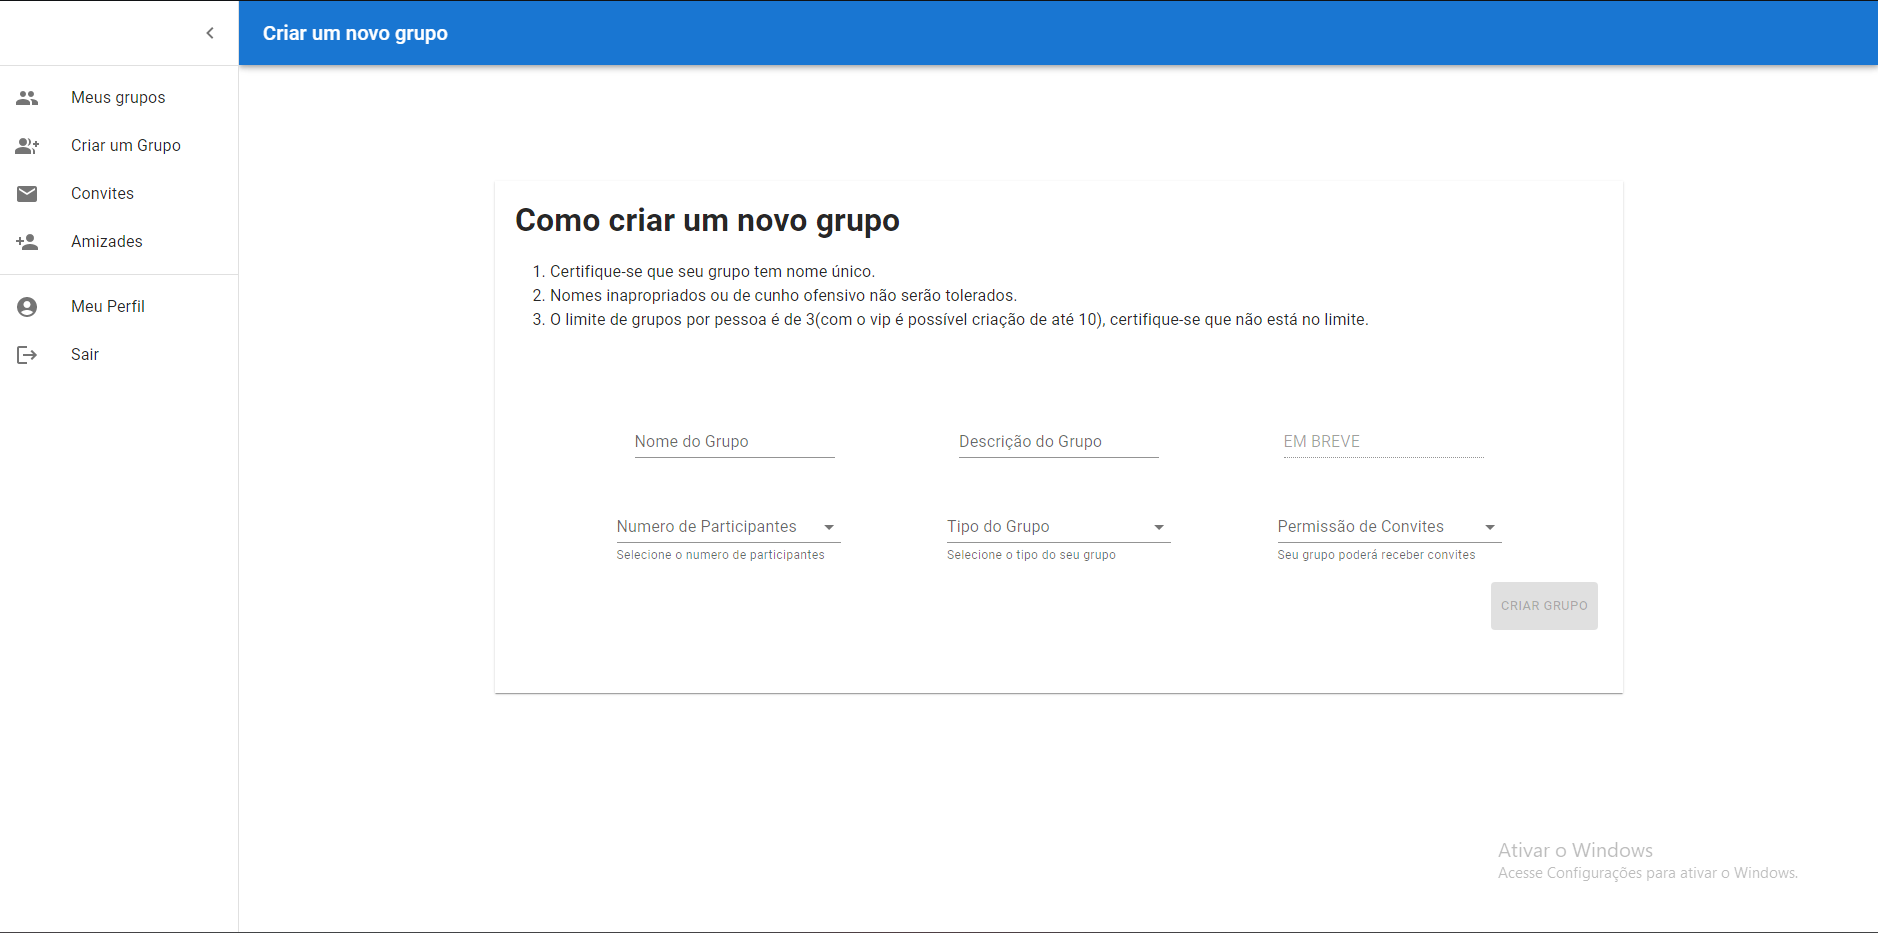 Criar um novo grupo
Meus grupos
Criar um Grupo
Convites
Amizades
Meu Perfil
Sair
Como criar um novo grupo
1. Certifique-se que seu grupo tem nome único.
2. Nomes inapropriados ou de cunho ofensivo não serão tolerados.
3. O limite de grupos por pessoa é de 3(com o vip é possível criação de até 10), certifique-se que não está no limite.
Nome do Grupo
Descrição do Grupo
EM BREVE
Numero de Participantes
Selecione o numero de participantes
Tipo do Grupo
Selecione o tipo do seu grupo
Permissão de Convites
Seu grupo poderá receber convites
CRIAR GRUPO
Ativar o Windows
Acesse Configurações para ativar o Windows.